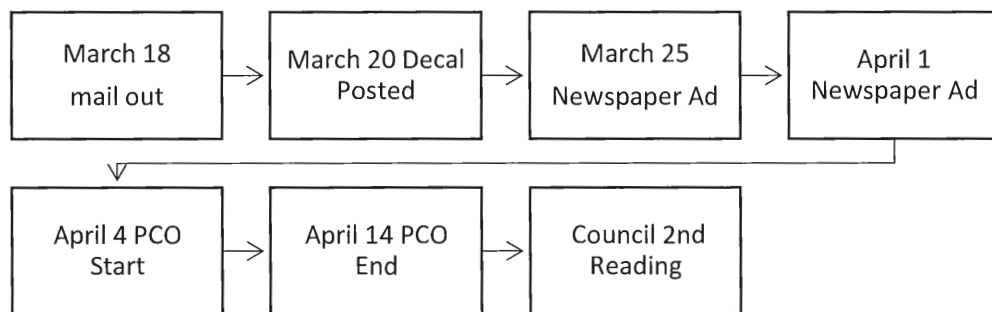 March 18
mail out
March 20 Decal
Posted
March 25
Newspaper Ad
April 1
Newspaper Ad
April 4 PCO
Start
April 14 PCO
End
Council 2nd
Reading